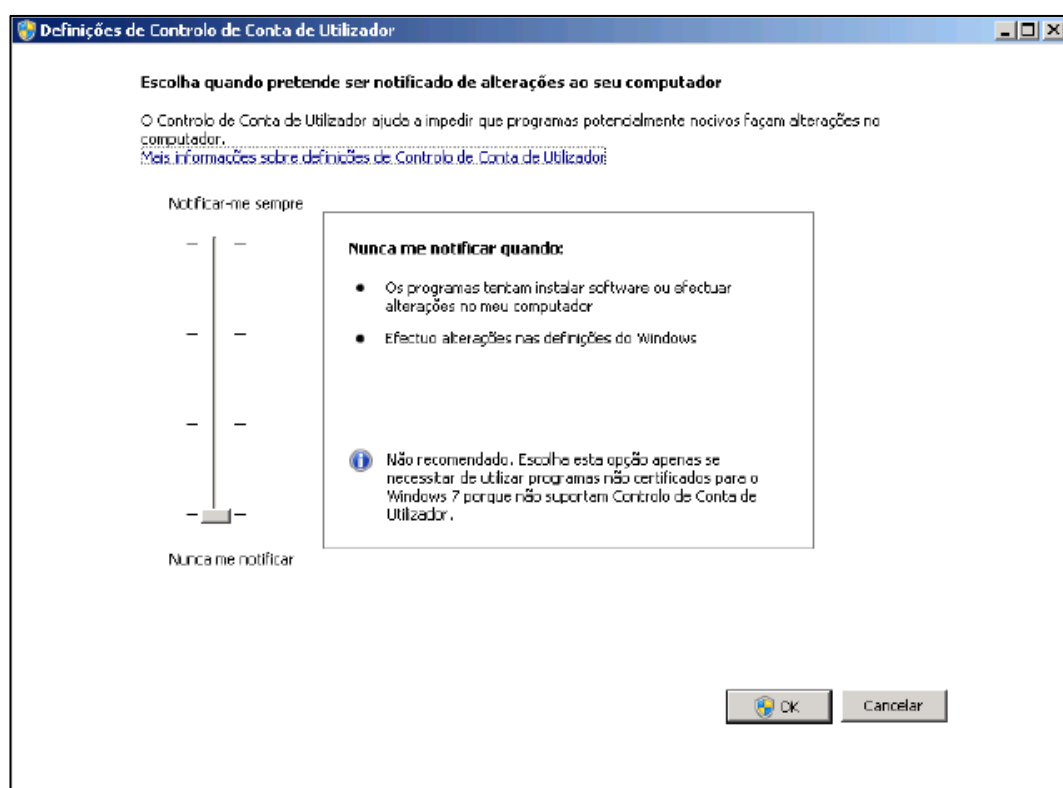 Definições de Controlo de Conta de Utilizador
Escolha quando pretende ser notificado de alterações ao seu computador
O Controlo de Conta de Utilizador ajuda a impedir que programas potencialmente nocivos façam alterações no
computador.
Mais informações sobre definições de Controlo de Conta de Utilizador
Notificar-me sempre
Nunca me notificar quando:
Os programas tentam instalar software ou efectuar
alterações no meu computador
Efectuo alterações nas definições do Windows
Não recomendado. Escolha esta opção apenas se
necessitar de utilizar programas não certificados para o
Windows 7 porque não suportam Controlo de Conta de
Utilizador.
Nunca me notificar
OK
Cancelar